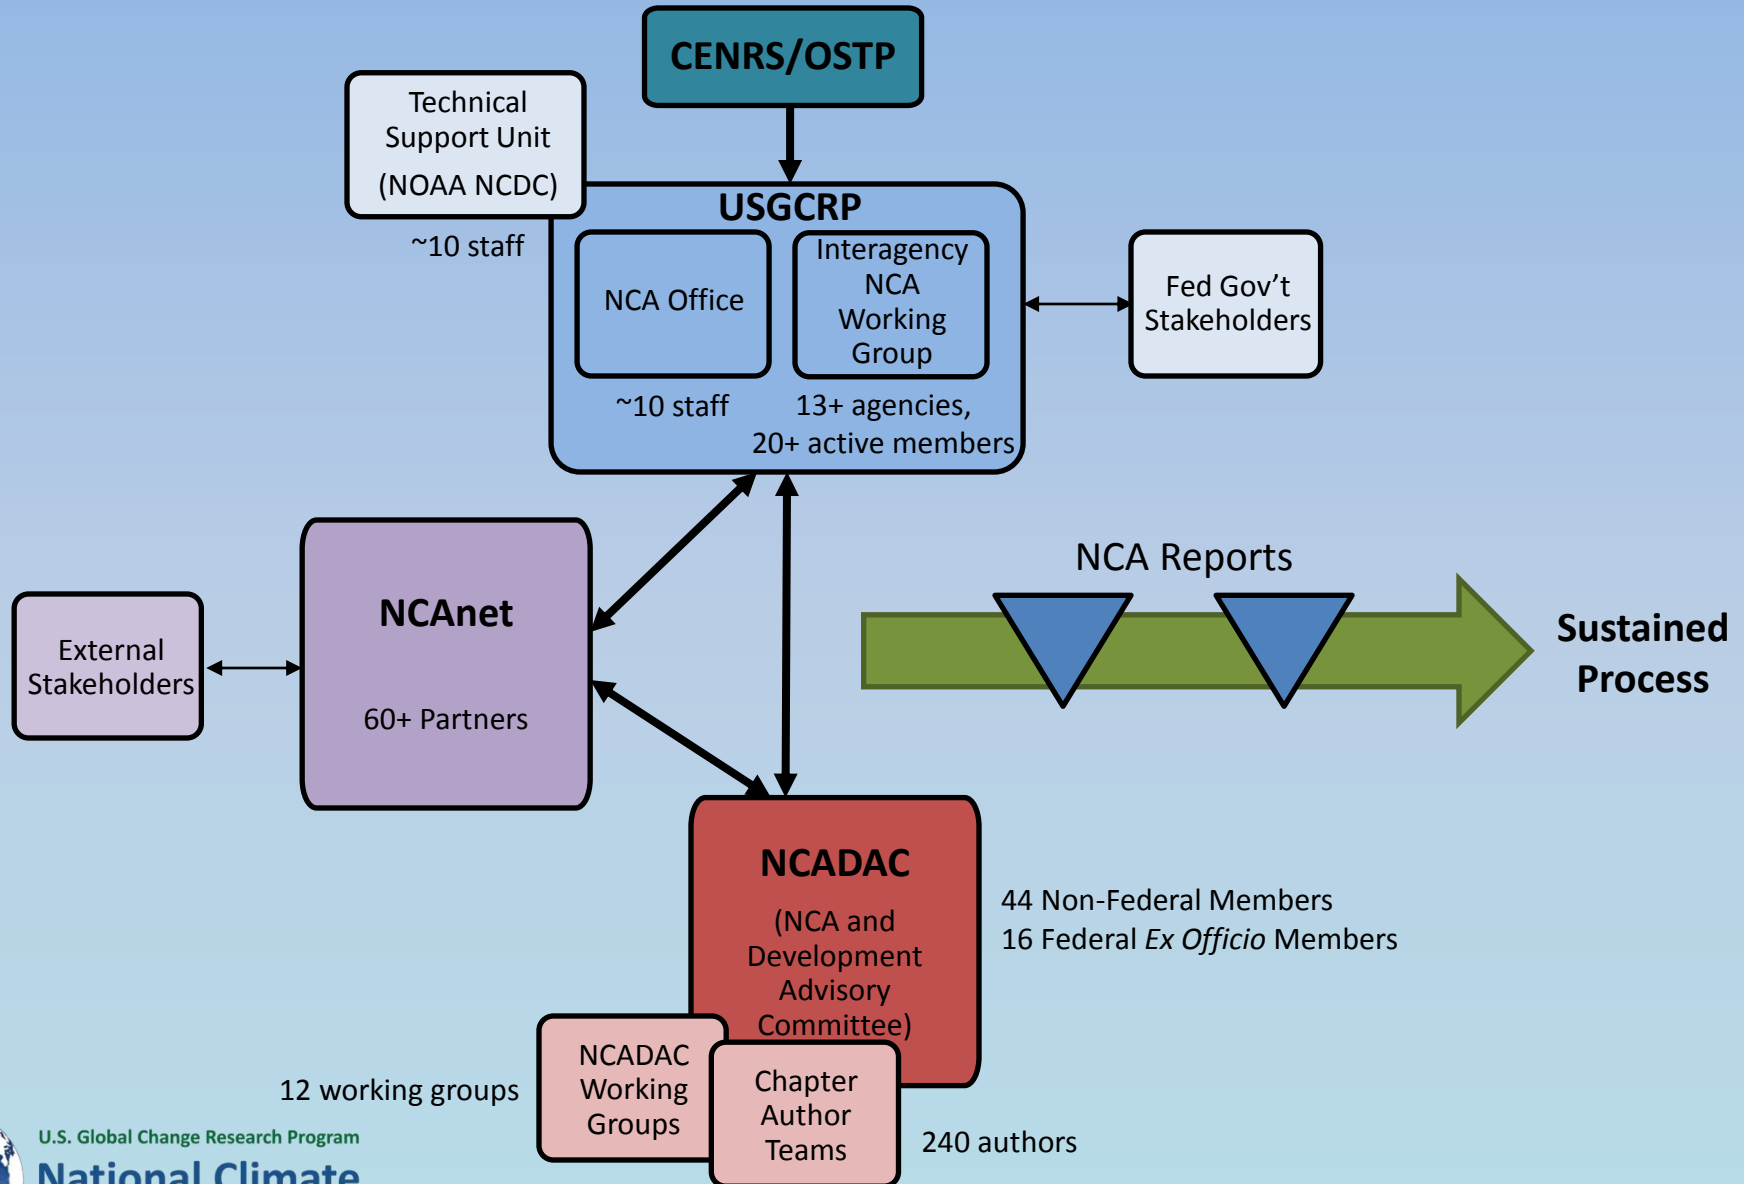 CENRS/OSTP
Technical
Support Unit
(NOAA NCDC)
~10 staff
USGCRP
NCA Office
~10 staff
Interagency
NCA
Working
Group
13+ agencies,
20+ active members
Fed Gov’t
Stakeholders
NCAnet
60+ Partners
External
Stakeholders
NCA Reports
Sustained
Process
NCADAC
(NCA and
Development
Advisory
Committee)
44 Non-Federal Members
16 Federal Ex Officio Members
NCADAC
Working
Groups
12 working groups
Chapter
Author
Teams
240 authors
U.S. Global Change Research Program
National Climate